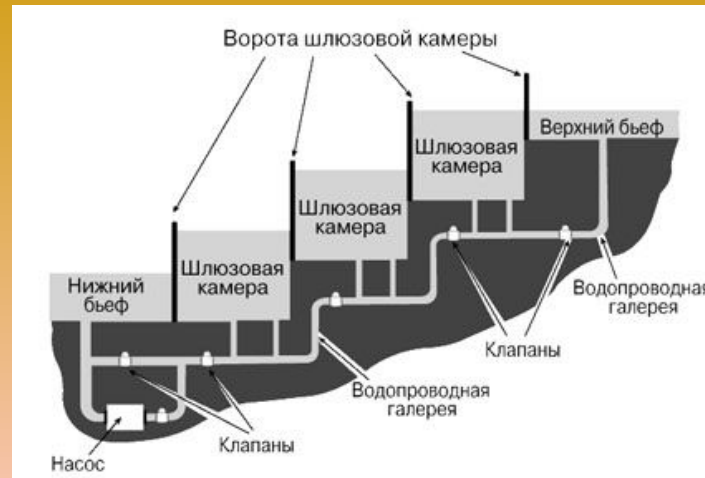 Ворота шлюзовой камеры
Верхний бьеф
Шлюзовая
камера
Шлюзовая
камера
Шлюзовая
камера
Нижний
бьеф
Водопроводная
галерея
Клапаны
Водопроводная
галерея
Клапаны
Насос